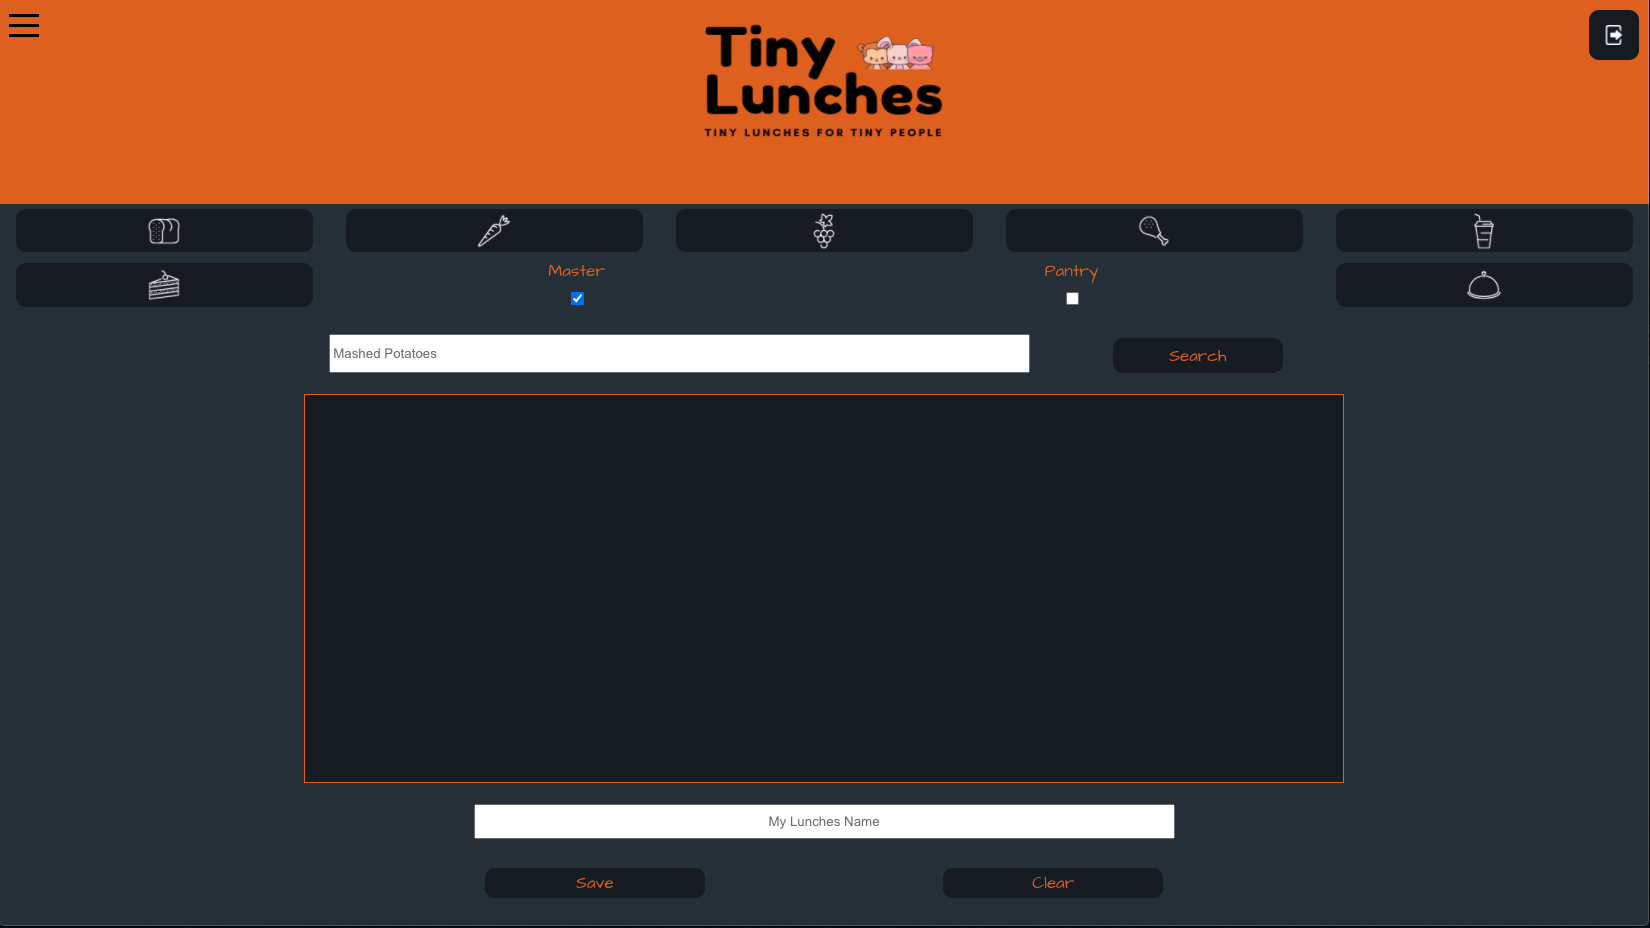 Tiny
Lunches
TINY LUNCHES FOR TINY PEOPLE
Master
Pantry
Mashed Potatoes
Search
My Lunches Name
Save
Clear